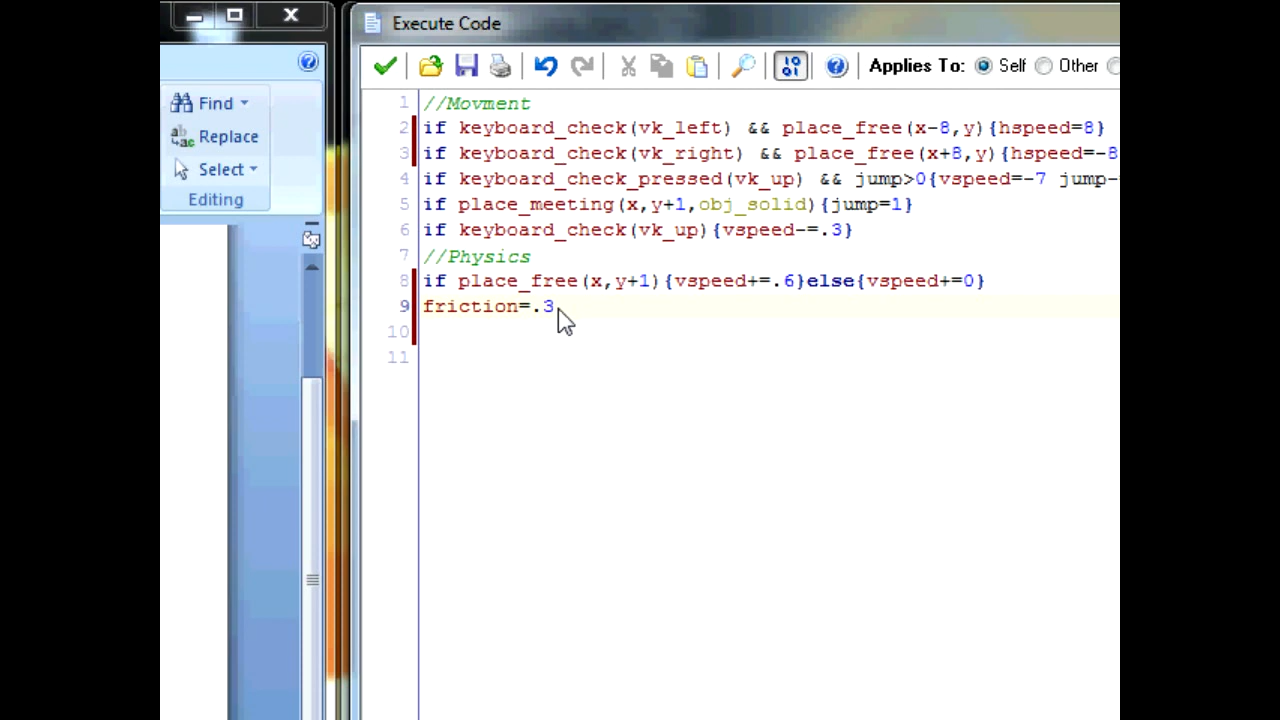 Execute Code
Applies To: Self Other
Find
Replace
Select
Editing
1 //Movment
2 if keyboard_check(vk_left) && place_free(x-8,y){hspeed=8}
3 if keyboard_check(vk_right) && place_free(x+8,y){hspeed=-8
4 if keyboard_check_pressed(vk_up) && jump>0{vspeed=-7 jump-
5 if place_meeting(x,y+1,obj_solid){jump=1}
6 if keyboard_check(vk_up){vspeed-=.3}
7 //Physics
8 if place_free(x,y+1){vspeed+=.6}else{vspeed+=0}
9 friction=.3
10
11